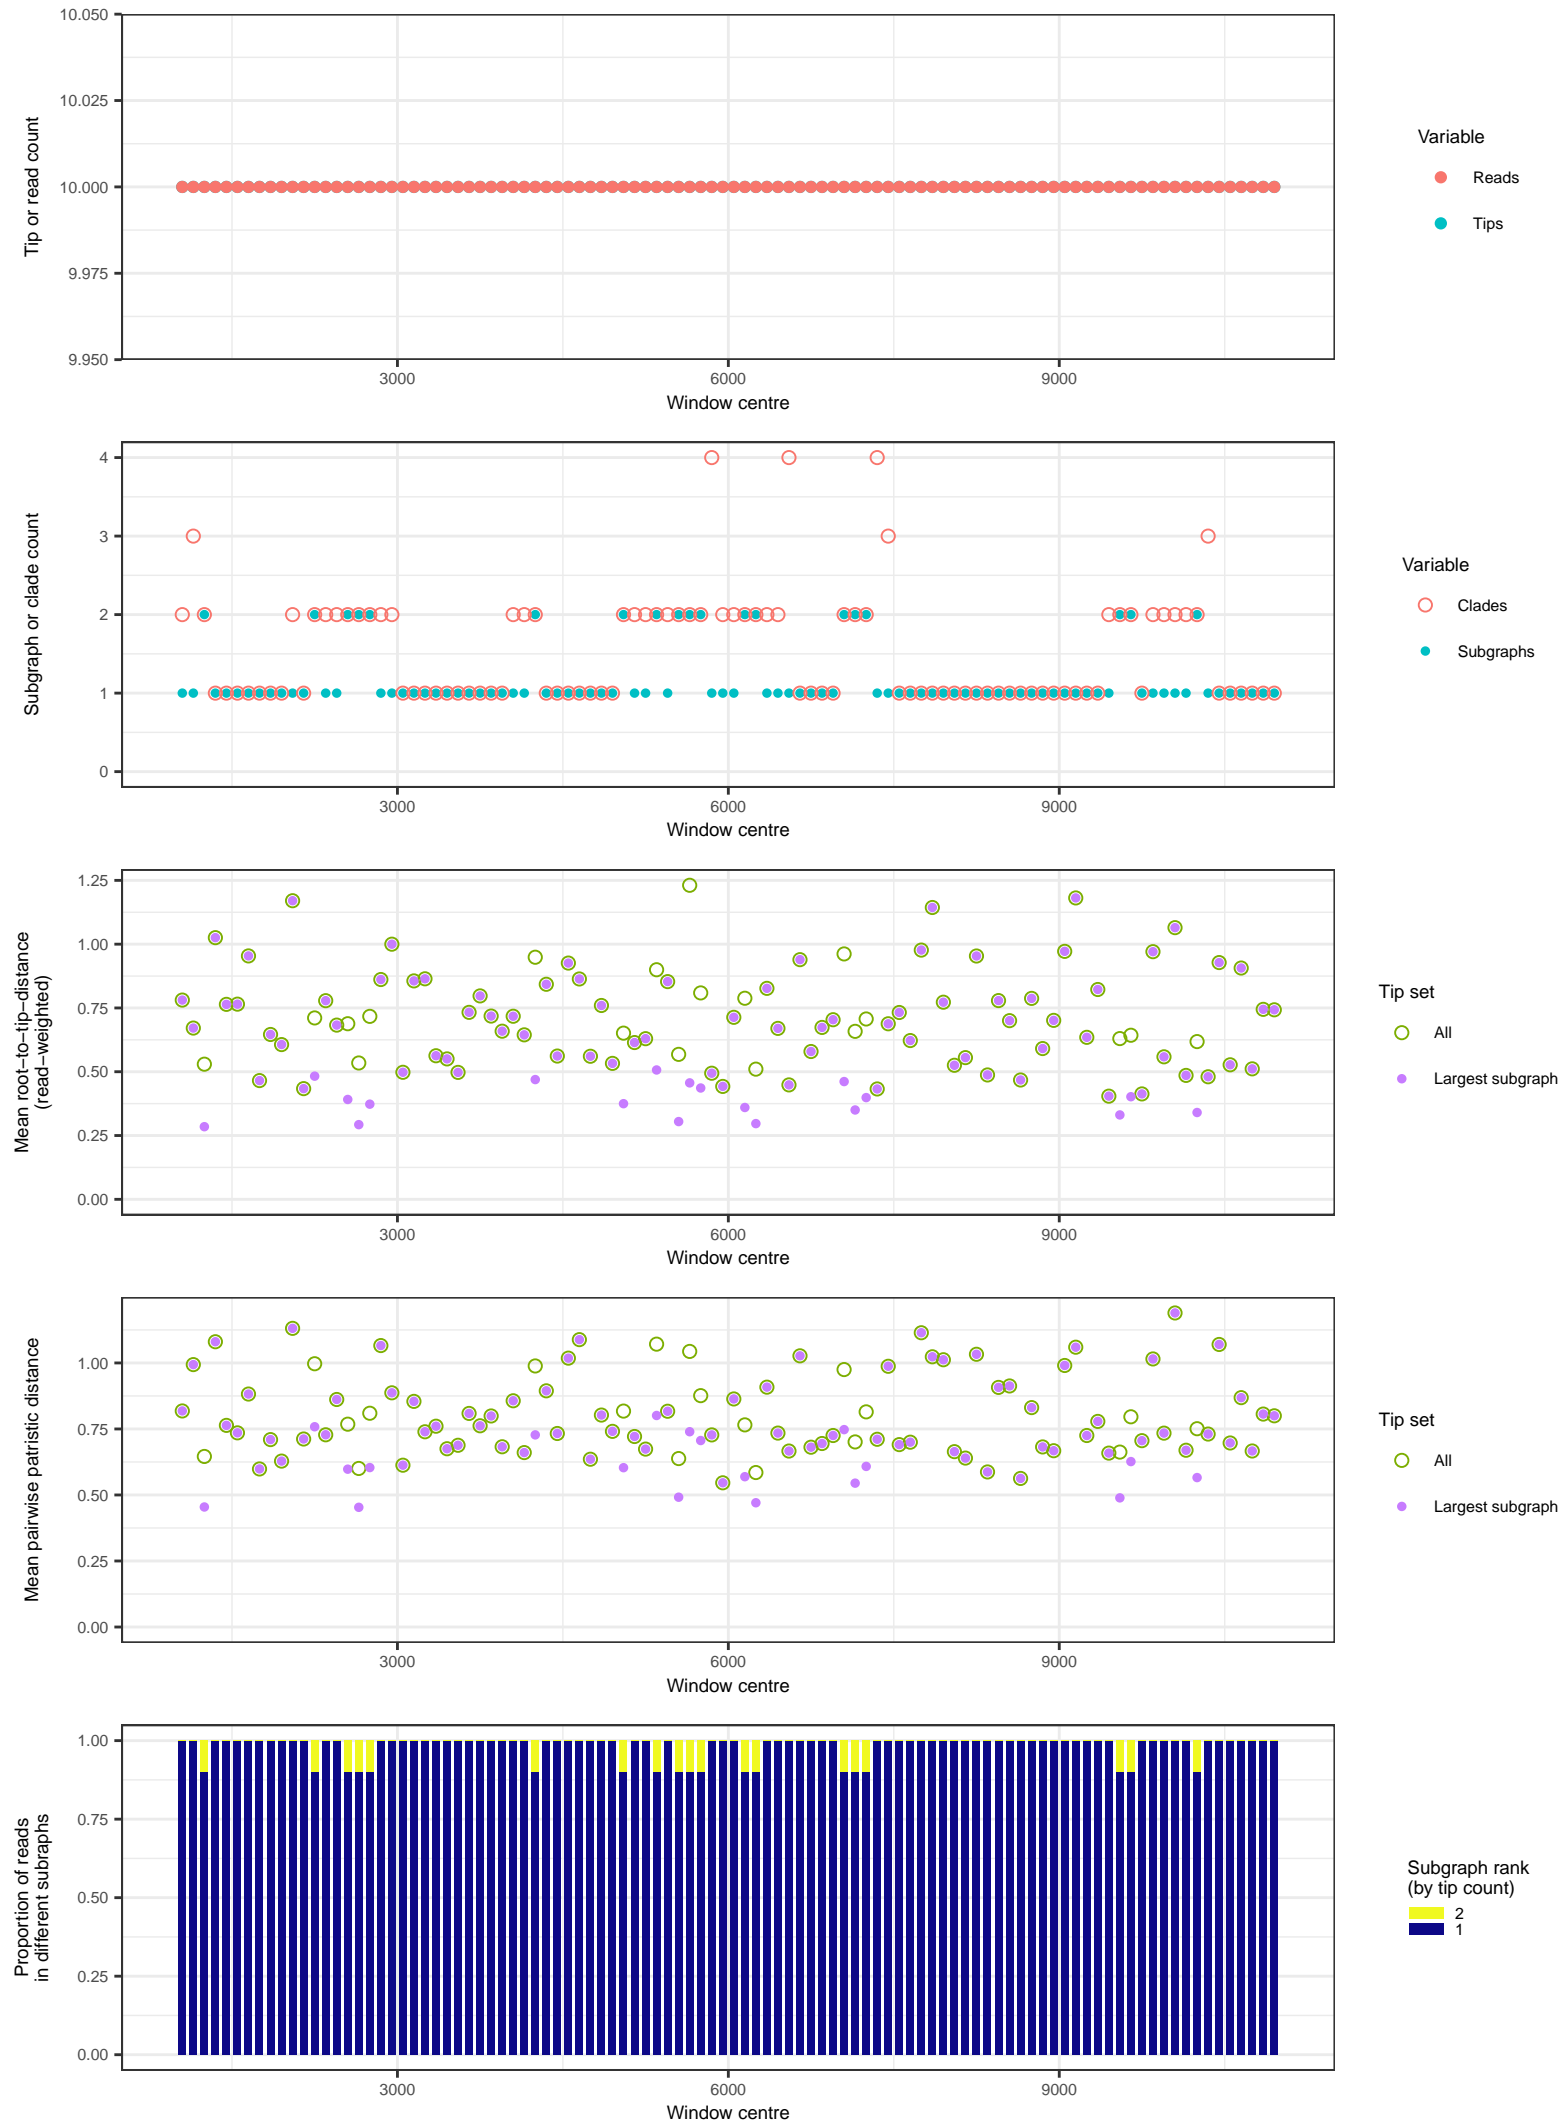 10.050
10.025
10.000
9.975
9.950
Tip or read count
3000 6000 9000
Window centre
Variable
Reads
Tips
4
3
2
1
0
Subgraph or clade count
3000 6000 9000
Window centre
Variable
Clades
Subgraphs
1.25
1.00
0.75
0.50
0.25
0.00
Mean root−to−tip−distance
(read−weighted)
3000 6000 9000
Window centre
Tip set
All
Largest subgraph
1.00
0.75
0.50
0.25
0.00
Mean pairwise patristic distance
3000 6000 9000
Window centre
Tip set
All
Largest subgraph
1.00
0.75
0.50
0.25
0.00
Proportion of reads
in different subraphs
3000 6000 9000
Window centre
Subgraph rank
(by tip count)
2
1